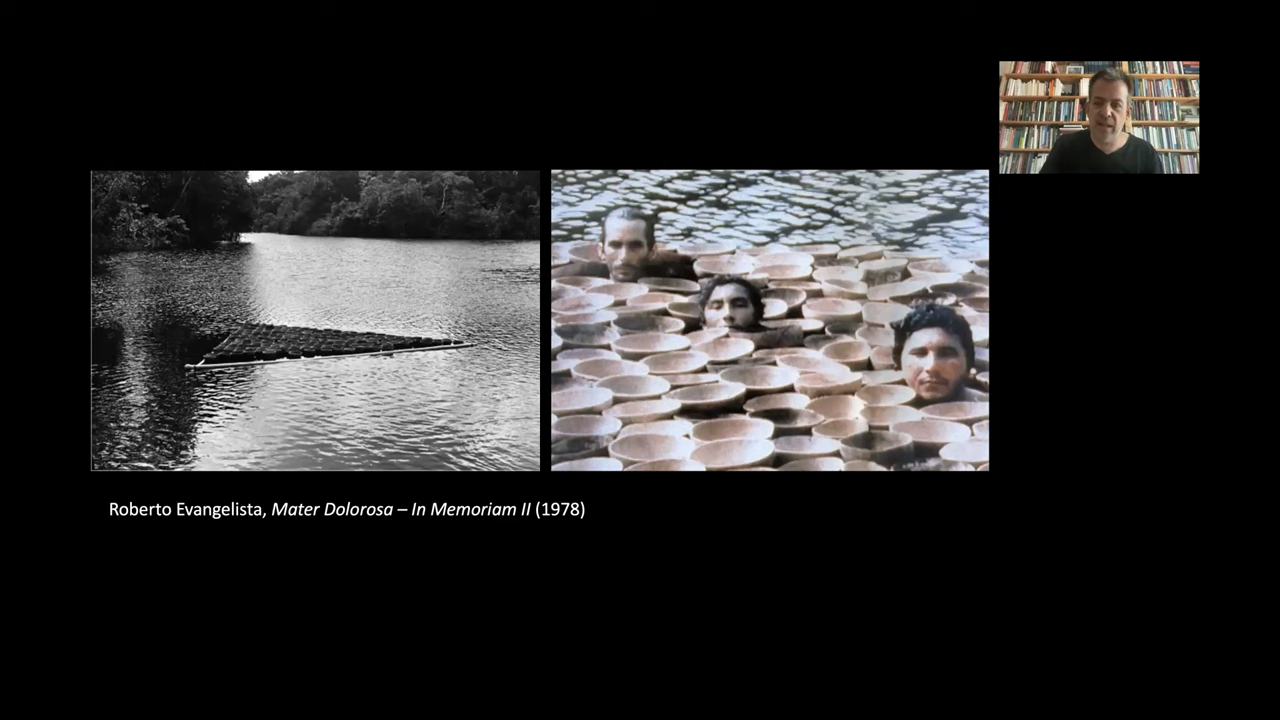 Roberto Evangelista, Mater Dolorosa – In Memoriam II (1978)